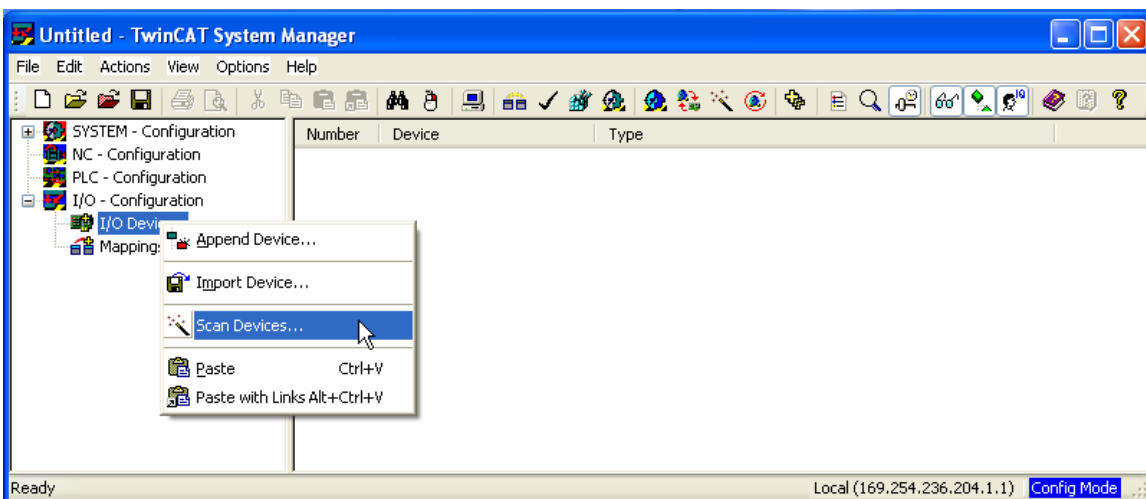 Untitled - TwinCAT System Manager
File Edit Actions View Options Help
SYSTEM - Configuration
NC - Configuration
PLC - Configuration
I/O - Configuration
I/O Devic
Mappings
Number Device Type
Append Device...
Import Device...
Scan Devices...
Paste Ctrl+V
Paste with Links Alt+Ctrl+V
Ready Local (169.254.236.204.1.1) Config Mode